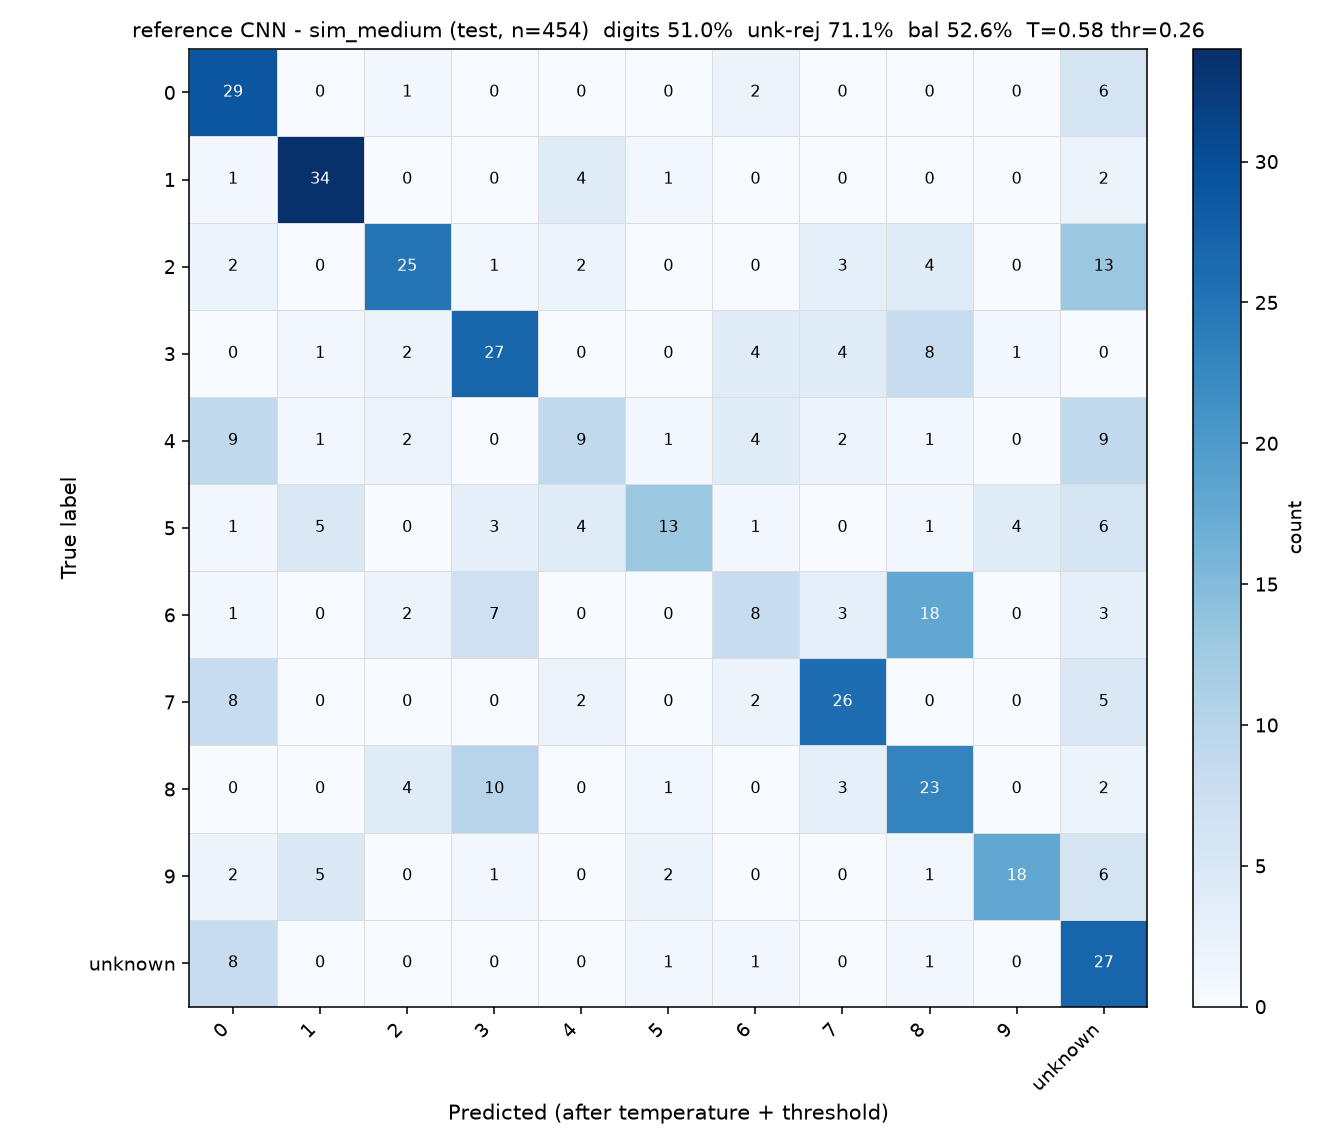 reference CNN - sim_medium (test, n=454)  digits 51.0%  unk-rej 71.1%  bal 52.6%  T=0.58 thr=0.26
0 29 0 1 0 0 0 2 0 0 0 6
1 1 34 0 0 4 1 0 0 0 0 2
2 2 0 25 1 2 0 0 3 4 0 13
3 0 1 2 27 0 0 4 4 8 1 0
4 9 1 2 0 9 1 4 2 1 0 9
5 1 5 0 3 4 13 1 0 1 4 6
6 1 0 2 7 0 0 8 3 18 0 3
7 8 0 0 0 2 0 2 26 0 0 5
8 0 0 4 10 0 1 0 3 23 0 2
9 2 5 0 1 0 2 0 0 1 18 6
unknown 8 0 0 0 0 1 1 0 1 0 27
0 1 2 3 4 5 6 7 8 9 unknown
Predicted (after temperature + threshold)
True label
30
25
20
15
10
5
0
count